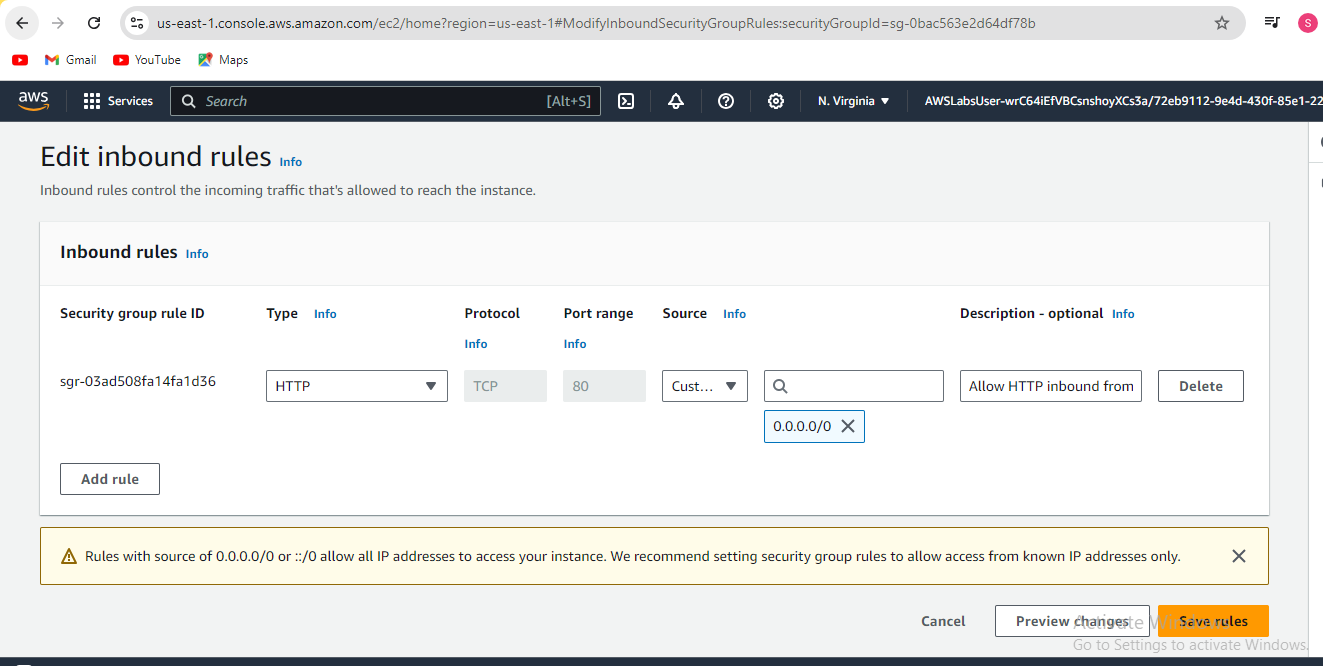 us-east-1.console.aws.amazon.com/ec2/home?region=us-east-1#ModifyInboundSecurityGroupRules:securityGroupId=sg-0bac563e2d64df78b
S
Gmail YouTube Maps
aws Services Search [Alt+S] N. Virginia AWSLabsUser-wrC64iEfVBCsnshoyXCs3a/72eb9112-9e4d-430f-85e1-22
Edit inbound rules Info
Inbound rules control the incoming traffic that's allowed to reach the instance.
Inbound rules Info
Security group rule ID Type Info Protocol Port range Source Info Description - optional Info
Info Info
sgr-03ad508fa14fa1d36 HTTP TCP 80 Cust... Allow HTTP inbound from Delete
0.0.0.0/0
Add rule
Rules with source of 0.0.0.0/0 or ::/0 allow all IP addresses to access your instance. We recommend setting security group rules to allow access from known IP addresses only.
Cancel Preview changes Save rules
Activate Windows
Go to Settings to activate Windows.